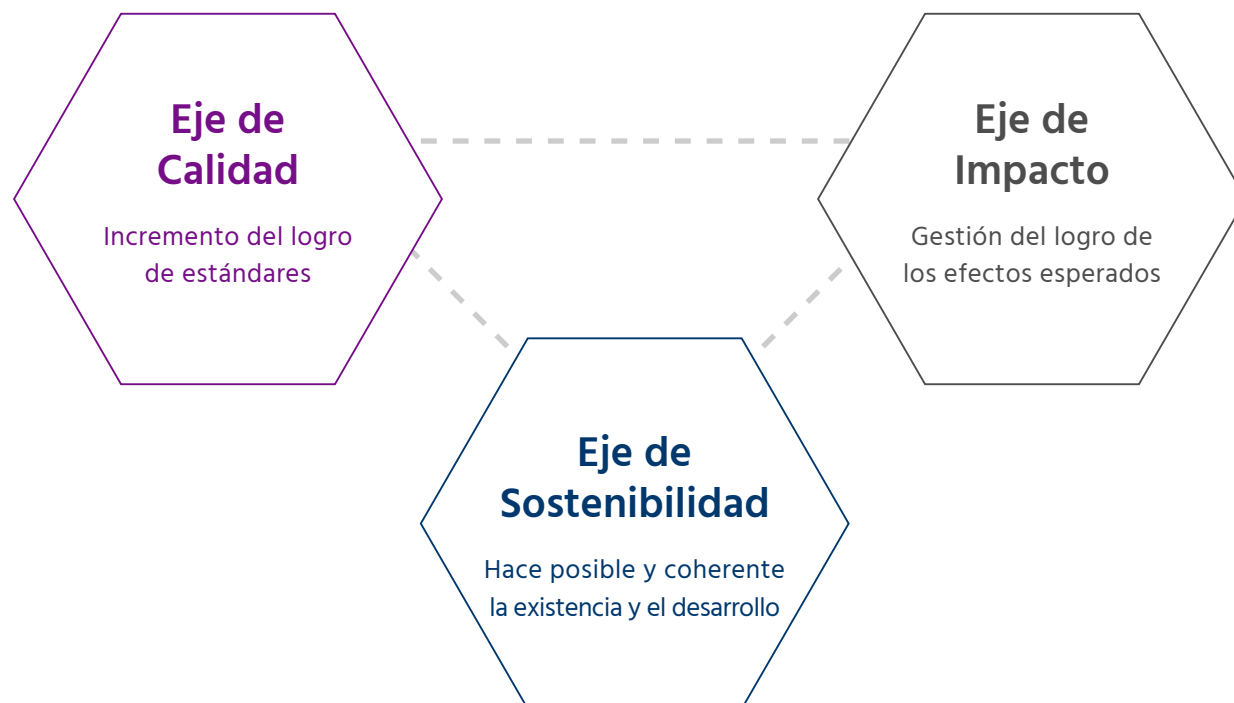 Eje de
Calidad
Incremento del logro
de estándares
Eje de
Impacto
Gestión del logro de
los efectos esperados
Eje de
Sostenibilidad
Hace posible y coherente
la existencia y el desarrollo